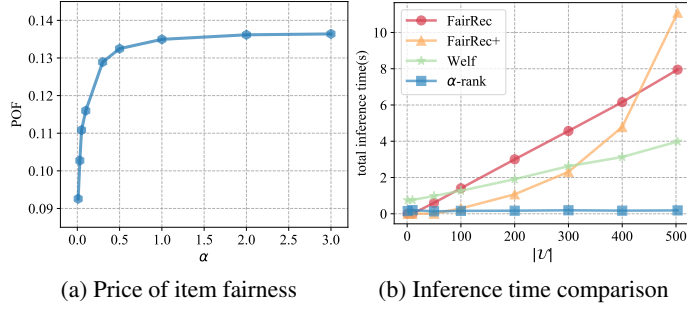 0.14
0.13
0.12
0.11
0.10
0.09
POF
0.0 0.5 1.0 1.5 2.0 2.5 3.0
α
(a) Price of item fairness
FairRec
FairRec+
Welf
α-rank
10
8
6
4
2
0
total inference time(s)
0 100 200 300 400 500
|𝒰|
(b) Inference time comparison